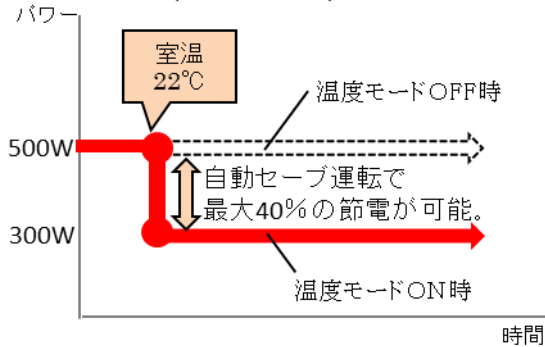 パワー
室温
22℃
温度モードOFF時
500W
自動セーブ運転で
最大40％の節電が可能。
300W
温度モードON時
時間